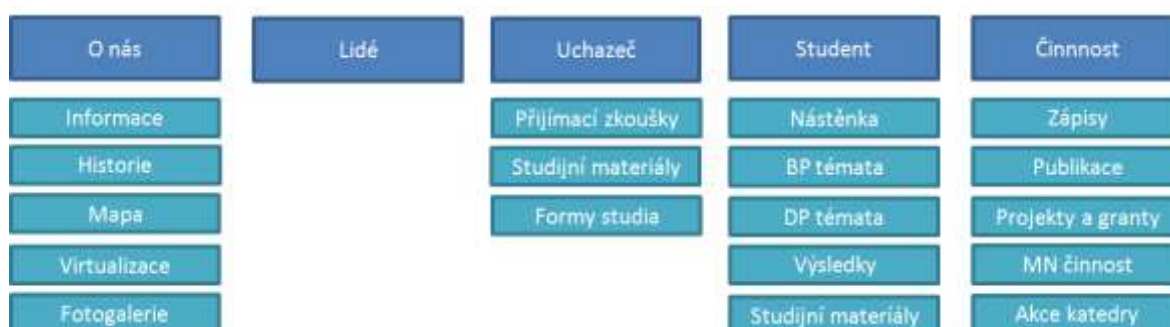 O nás
Informace
Historie
Mapa
Virtualizace
Fotogalerie
Lidé
Uchazeč
Přijímací zkoušky
Studijní materiály
Formy studia
Student
Nástěnka
BP témata
DP témata
Výsledky
Studijní materiály
Činnnost
Zápisy
Publikace
Projekty a granty
MN činnost
Akce katedry